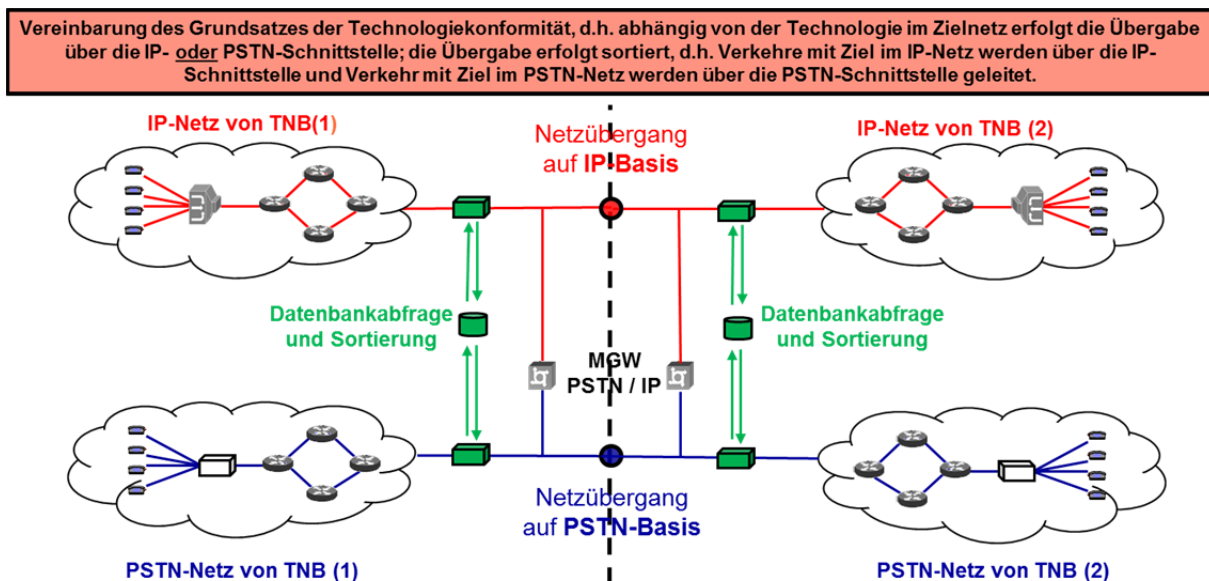 Vereinbarung des Grundsatzes der Technologiekonformität, d.h. abhängig von der Technologie im Zielnetz erfolgt die Übergabe
über die IP- oder PSTN-Schnittstelle; die Übergabe erfolgt sortiert, d.h. Verkehre mit Ziel im IP-Netz werden über die IP-
Schnittstelle und Verkehr mit Ziel im PSTN-Netz werden über die PSTN-Schnittstelle geleitet.
IP-Netz von TNB(1)
Netzübergang
auf IP-Basis
IP-Netz von TNB (2)
Datenbankabfrage
und Sortierung
MGW
PSTN / IP
Datenbankabfrage
und Sortierung
Netzübergang
auf PSTN-Basis
PSTN-Netz von TNB (1)
PSTN-Netz von TNB (2)